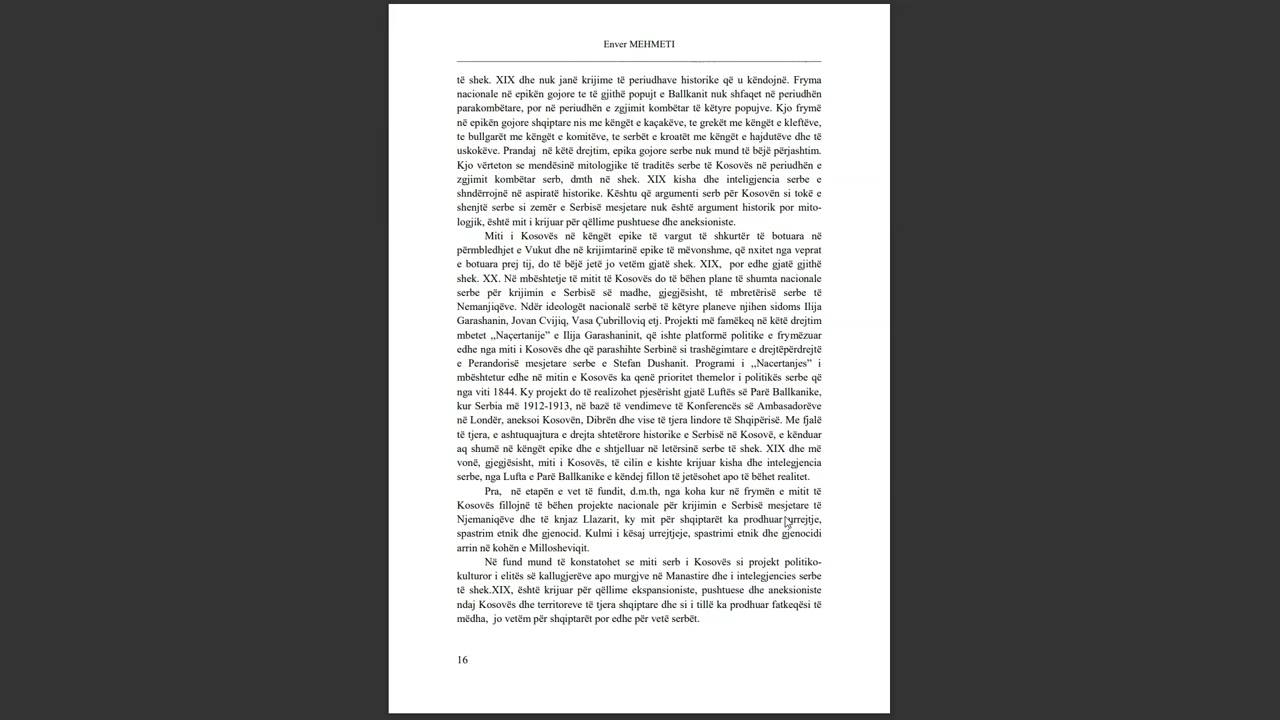 Enver MEHMETI
të shek. XIX dhe nuk janë krijime të periudhave historike që u këndojnë. Fryma
nacionale në epikën gojore te të gjithë popujt e Ballkanit nuk shfaqet në periudhën
parakombëtare, por në periudhën e zgjimit kombëtar të këtyre popujve. Kjo frymë
në epikën gojore shqiptare nis me këngët e kaçakëve, te grekët me këngët e kleftëve,
te bullgarët me këngët e komitëve, te serbët e kroatët me këngët e hajdutëve dhe të
uskokëve. Prandaj  në këtë drejtim, epika gojore serbe nuk mund të bëjë përjashtim.
Kjo vërteton se mendësinë mitologjike të traditës serbe të Kosovës në periudhën e
zgjimit kombëtar serb, dmth në shek. XIX kisha dhe inteligjencia serbe e
shndërrojnë në aspiratë historike. Kështu që argumenti serb për Kosovën si tokë e
shenjtë serbe si zemër e Serbisë mesjetare nuk është argument historik por mito-
logjik, është mit i krijuar për qëllime pushtuese dhe aneksioniste.
Miti i Kosovës në këngët epike të vargut të shkurtër të botuara në
përmbledhjet e Vukut dhe në krijimtarinë epike të mëvonshme, që nxitet nga veprat
e botuara prej tij, do të bëjë jetë jo vetëm gjatë shek. XIX,  por edhe gjatë gjithë
shek. XX. Në mbështetje të mitit të Kosovës do të bëhen plane të shumta nacionale
serbe për krijimin e Serbisë së madhe, gjegjësisht, të mbretërisë serbe të
Nemanjiqëve. Ndër ideologët nacionalë serbë të këtyre planeve njihen sidoms Ilija
Garashanin, Jovan Cvijiq, Vasa Çubrilloviq etj. Projekti më famëkeq në këtë drejtim
mbetet ,,Naçertanije” e Ilija Garashaninit, që ishte platformë politike e frymëzuar
edhe nga miti i Kosovës dhe që parashihte Serbinë si trashëgimtare e drejtëpërdrejtë
e Perandorisë mesjetare serbe e Stefan Dushanit. Programi i ,,Nacertanjes” i
mbështetur edhe në mitin e Kosovës ka qenë prioritet themelor i politikës serbe që
nga viti 1844. Ky projekt do të realizohet pjesërisht gjatë Luftës së Parë Ballkanike,
kur Serbia më 1912-1913, në bazë të vendimeve të Konferencës së Ambasadorëve
në Londër, aneksoi Kosovën, Dibrën dhe vise të tjera lindore të Shqipërisë. Me fjalë
të tjera, e ashtuquajtura e drejta shtetërore historike e Serbisë në Kosovë, e kënduar
aq shumë në këngët epike dhe e shtjelluar në letërsinë serbe të shek. XIX dhe më
vonë, gjegjësisht, miti i Kosovës, të cilin e kishte krijuar kisha dhe intelegjencia
serbe, nga Lufta e Parë Ballkanike e këndej fillon të jetësohet apo të bëhet realitet.
Pra,  në etapën e vet të fundit, d.m.th, nga koha kur në frymën e mitit të
Kosovës fillojnë të bëhen projekte nacionale për krijimin e Serbisë mesjetare të
Njemaniqëve dhe të knjaz Llazarit, ky mit për shqiptarët ka prodhuar urrejtje,
spastrim etnik dhe gjenocid. Kulmi i kësaj urrejtjeje, spastrimi etnik dhe gjenocidi
arrin në kohën e Millosheviqit.
Në fund mund të konstatohet se miti serb i Kosovës si projekt politiko-
kulturor i elitës së kallugjerëve apo murgjve në Manastire dhe i intelegjencies serbe
të shek.XIX, është krijuar për qëllime ekspansioniste, pushtuese dhe aneksioniste
ndaj Kosovës dhe territoreve të tjera shqiptare dhe si i tillë ka prodhuar fatkeqësi të
mëdha,  jo vetëm për shqiptarët por edhe për vetë serbët.
16